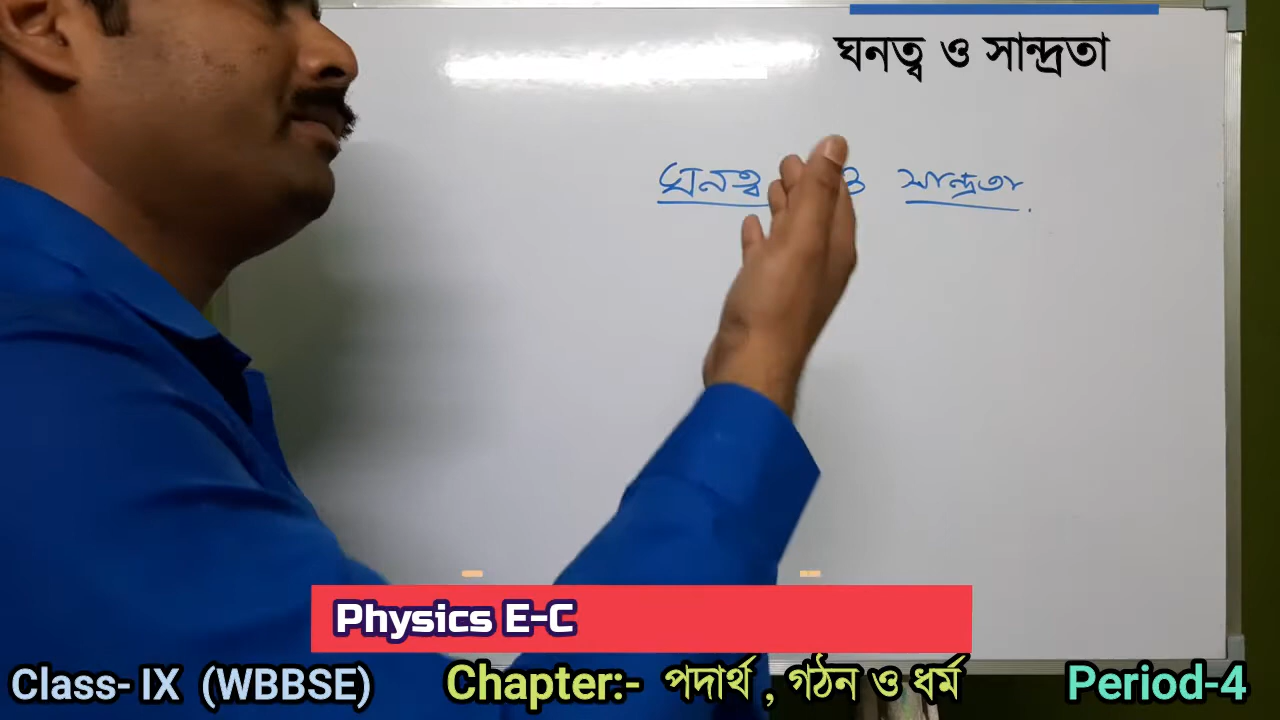 ঘনত্ব ও সান্দ্রতা
ঘনত্ব ও সান্দ্রতা.
Physics E-C
Class- IX (WBBSE) Chapter:- পদার্থ , গঠন ও ধর্ম Period-4